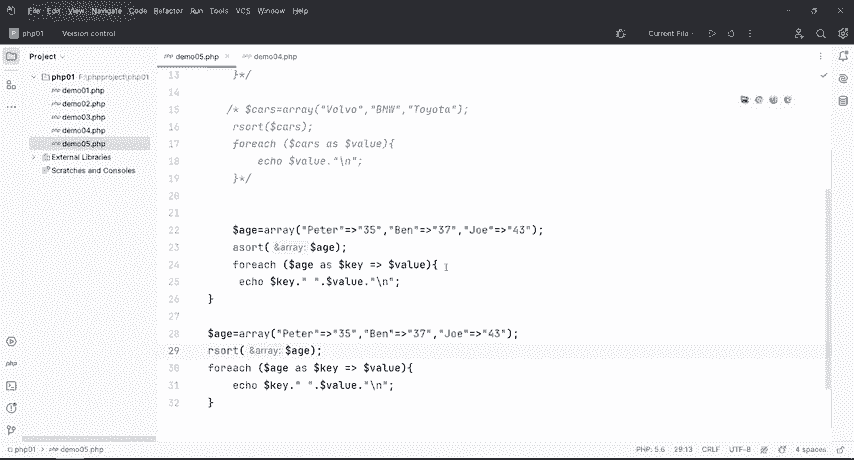 File Edit View Navigate Code Refactor Run Tools VCS Window Help
P php01 Version control Current File
Project
php demo05.php
php demo04.php
php01 F:\phpproject\php01
demo01.php
demo02.php
demo03.php
demo04.php
demo05.php
External Libraries
Scratches and Consoles
13 }*/
14
15 /* $cars=array("Volvo","BMW","Toyota");
16 rsort($cars);
17 foreach ($cars as $value){
18 echo $value."\n";
19 }*/
20
21
22 $age=array("Peter"=>"35","Ben"=>"37","Joe"=>"43");
23 asort( &array: $age);
24 foreach ($age as $key => $value){
25 echo $key." ".$value."\n";
26 }
27
28 $age=array("Peter"=>"35","Ben"=>"37","Joe"=>"43");
29 rsort( &array: $age);
30 foreach ($age as $key => $value){
31 echo $key." ".$value."\n";
32 }
php
php01 > demo05.php PHP: 5.6 29:13 CRLF UTF-8 4 spaces